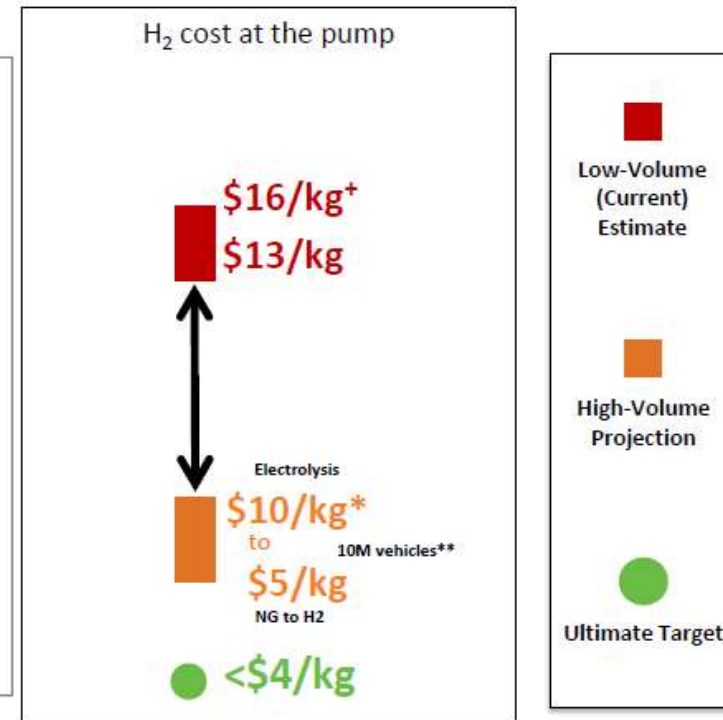 H₂ cost at the pump
$16/kg⁺
$13/kg
Electrolysis
$10/kg*
to
10M vehicles**
$5/kg
NG to H2
<$4/kg
Low-Volume
(Current)
Estimate
High-Volume
Projection
Ultimate Target